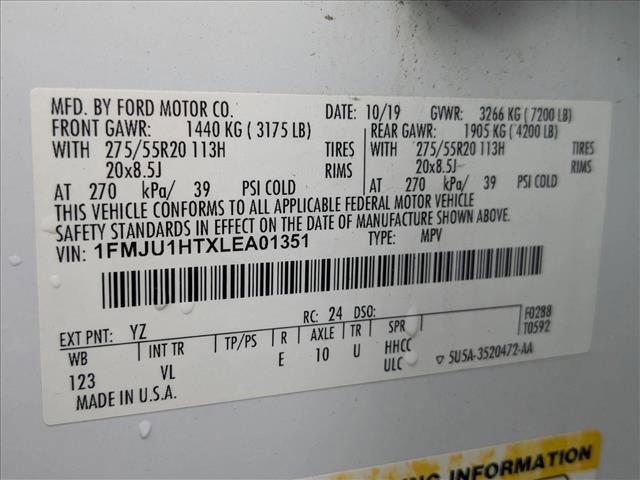 MFD. BY FORD MOTOR CO. DATE: 10/19 GVWR: 3266 KG ( 7200 LB)
FRONT GAWR: 1440 KG ( 3175 LB) REAR GAWR: 1905 KG ( 4200 LB)
WITH 275/55R20 113H TIRES WITH 275/55R20 113H TIRES
20x8.5J RIMS 20x8.5J RIMS
AT 270 kPa/ 39 PSI COLD AT 270 kPa/ 39 PSI COLD
THIS VEHICLE CONFORMS TO ALL APPLICABLE FEDERAL MOTOR VEHICLE
SAFETY STANDARDS IN EFFECT ON THE DATE OF MANUFACTURE SHOWN ABOVE.
VIN: 1FMJU1HTXLEA01351 TYPE: MPV
EXT PNT: YZ RC: 24 DSO: F0288
T0592
WB INT TR TP/PS R AXLE TR SPR
123 VL E 10 U HHCC
ULC ▽ 5U5A-3520472-AA
MADE IN U.S.A.
INFORMATION